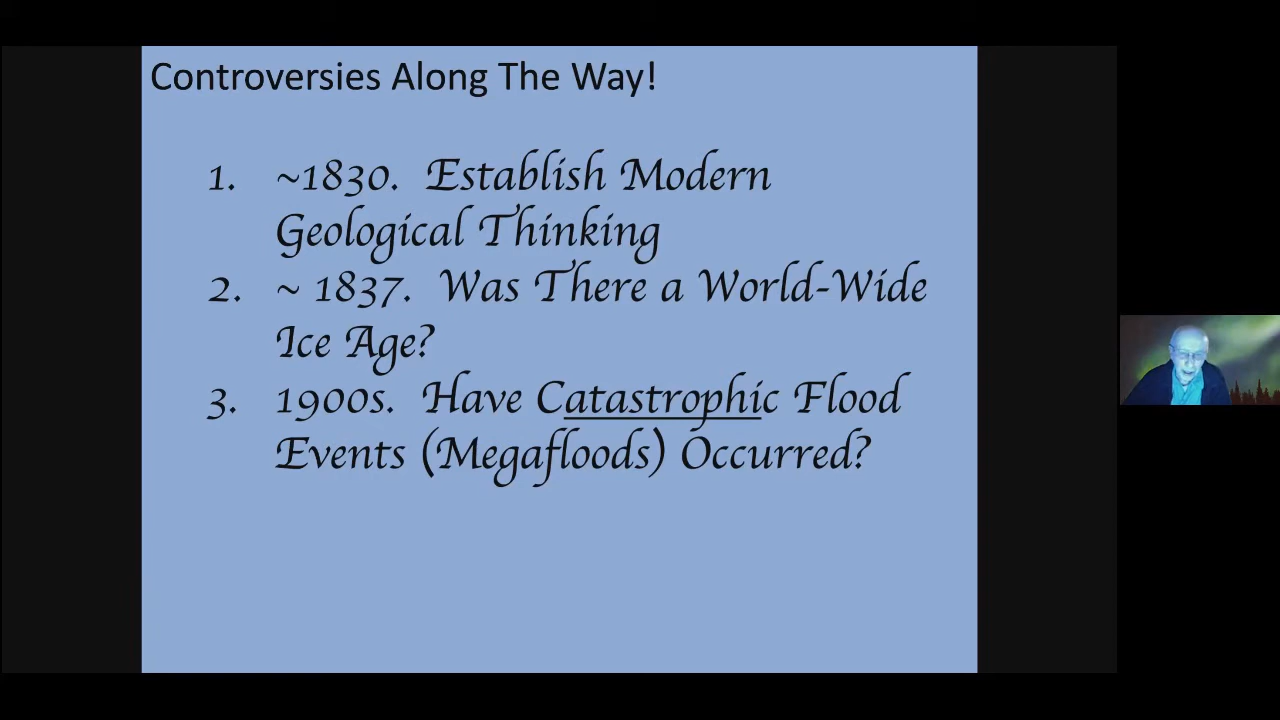 Controversies Along The Way!
1. ~1830. Establish Modern
Geological Thinking
2. ~ 1837. Was There a World-Wide
Ice Age?
3. 1900s. Have Catastrophic Flood
Events (Megafloods) Occurred?